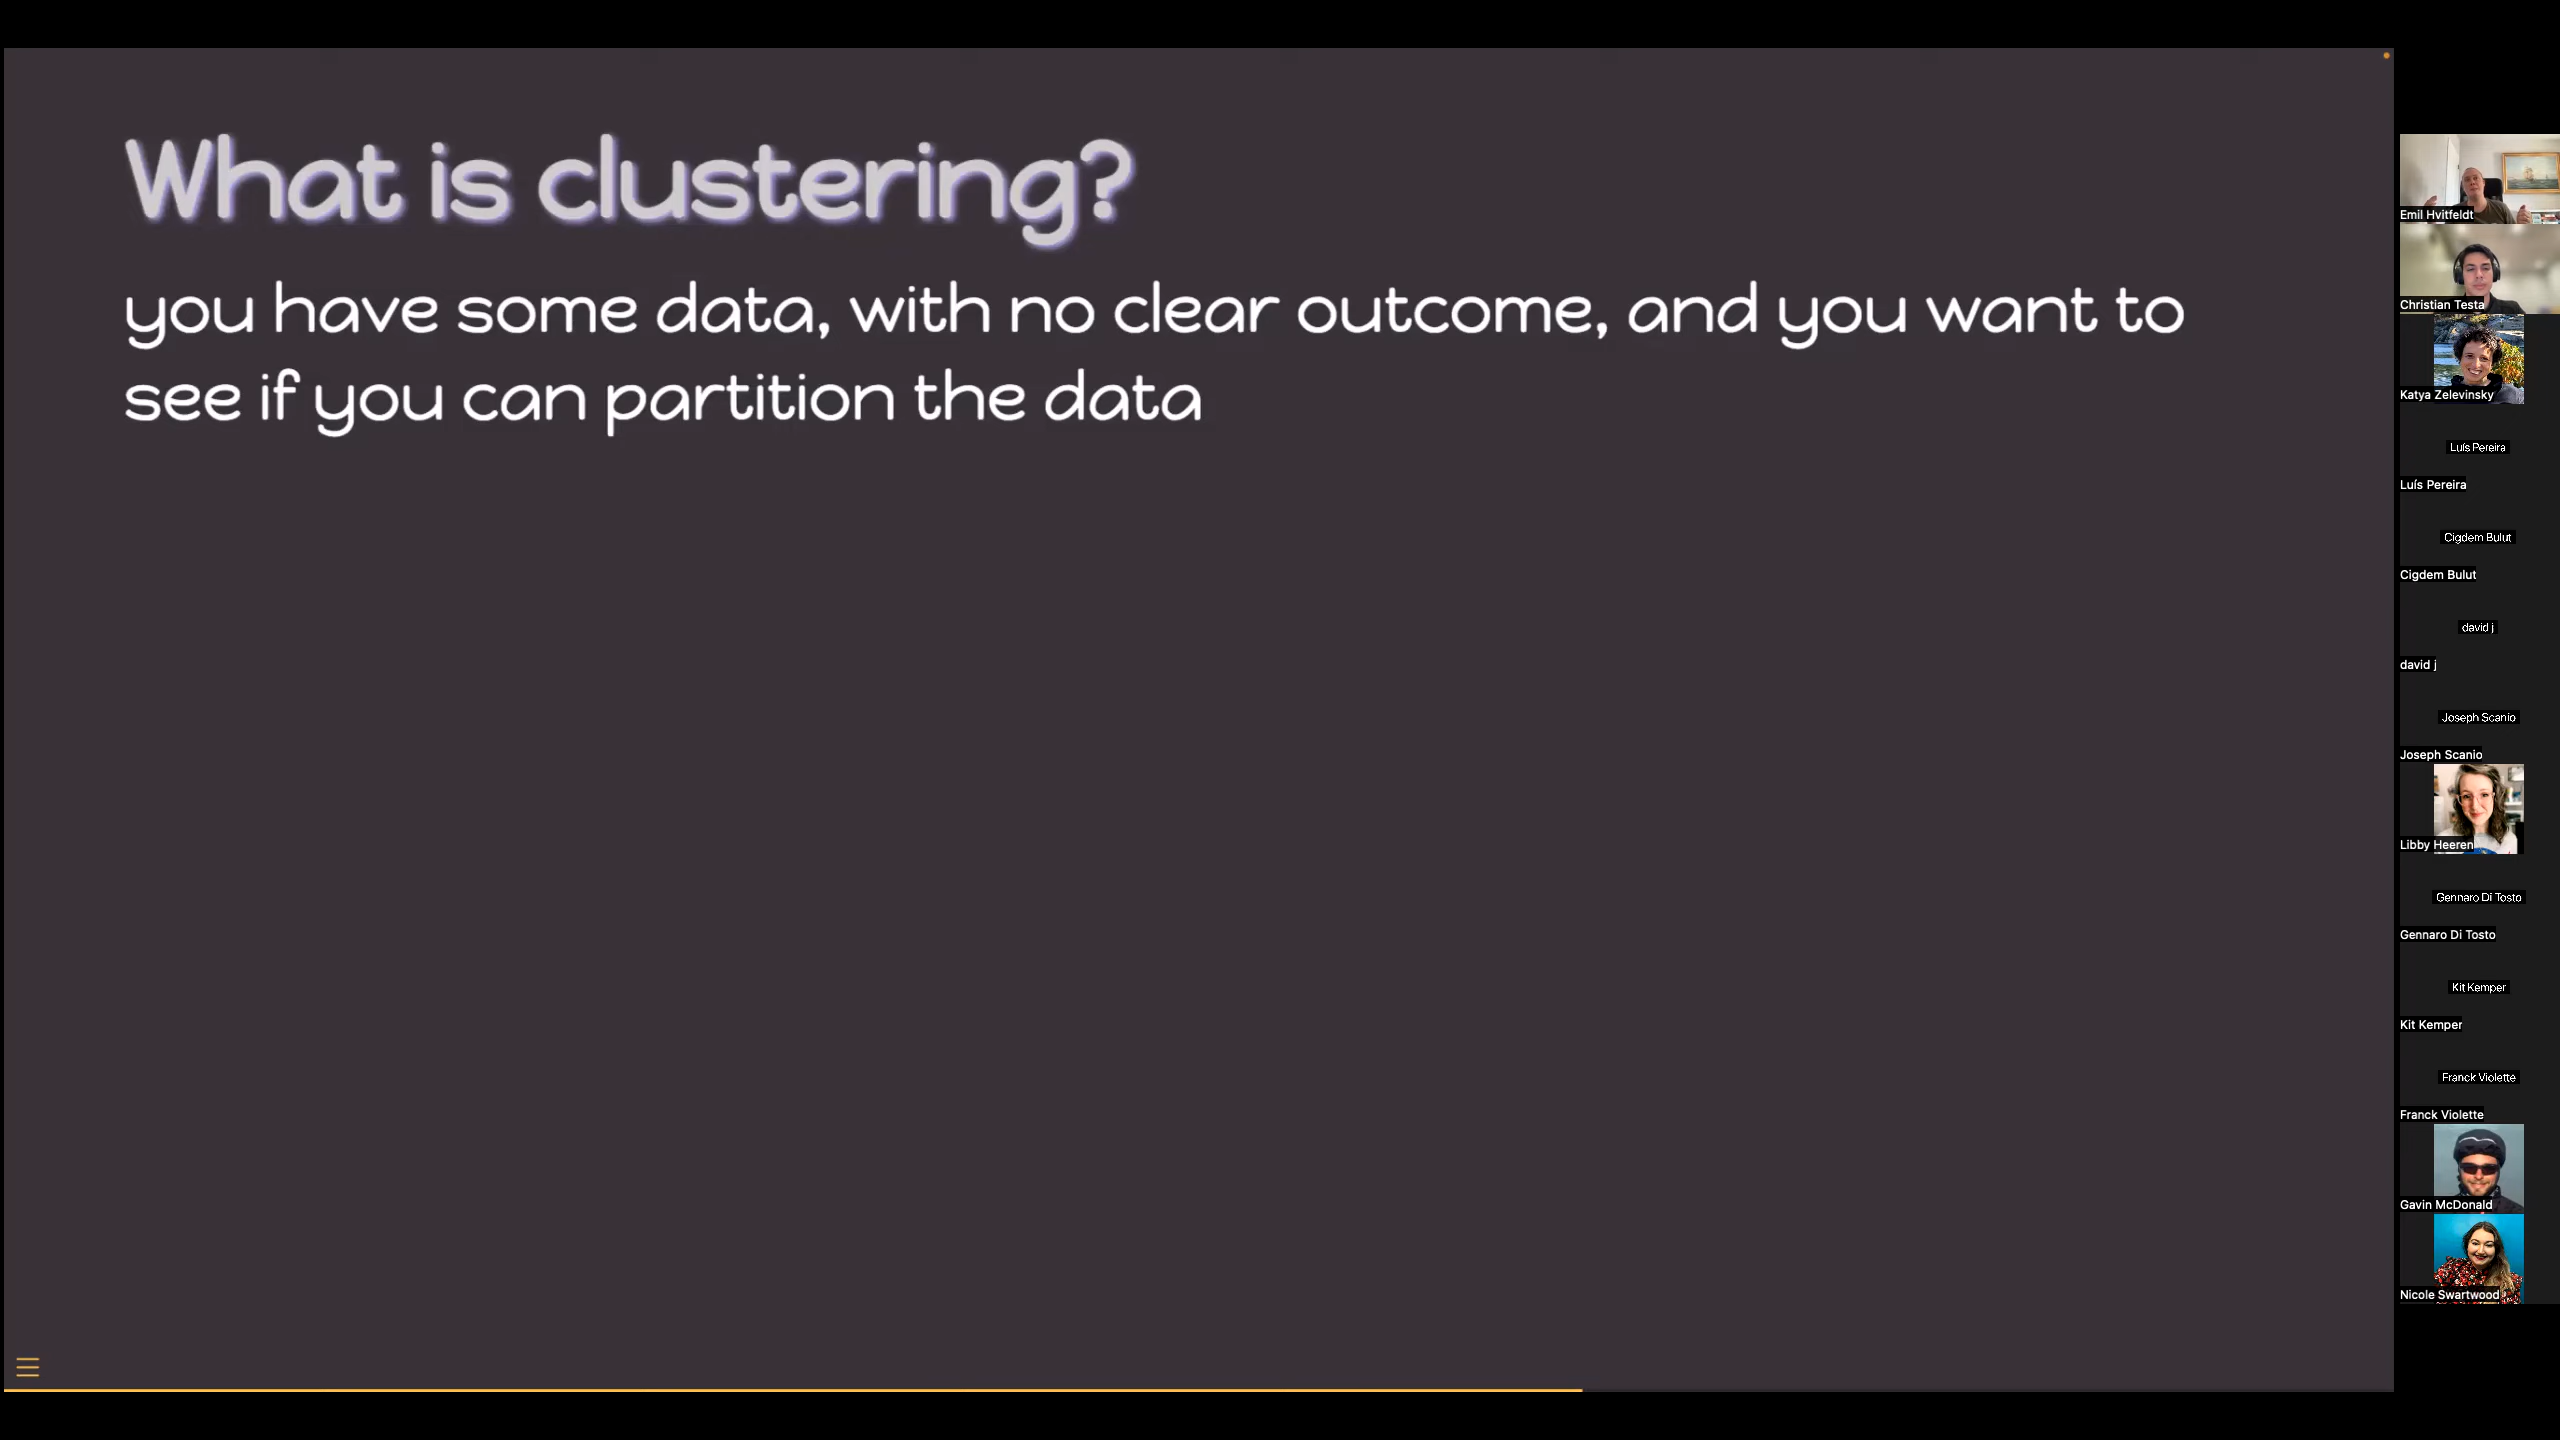 What is clustering?
you have some data, with no clear outcome, and you want to
see if you can partition the data
Emil Hvitfeldt
Christian Testa
Katya Zelevinsky
Luís Pereira
Luís Pereira
Cigdem Bulut
Cigdem Bulut
david j
david j
Joseph Scanio
Joseph Scanio
Libby Heeren
Gennaro Di Tosto
Gennaro Di Tosto
Kit Kemper
Kit Kemper
Franck Violette
Franck Violette
Gavin McDonald
Nicole Swartwood